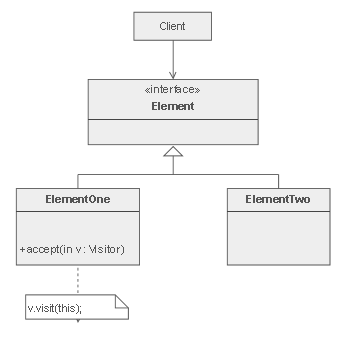 Client
«interface»
Element
ElementOne
ElementTwo
+accept(in v : Visitor)
v.visit(this);